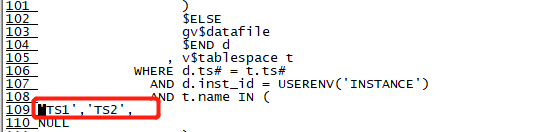 101 )
102 $ELSE
103 gv$datafile
104 $END d
105 , v$tablespace t
106 WHERE d.ts# = t.ts#
107 AND d.inst_id = USERENV('INSTANCE')
108 AND t.name IN (
109 'TS1','TS2',
110 NULL